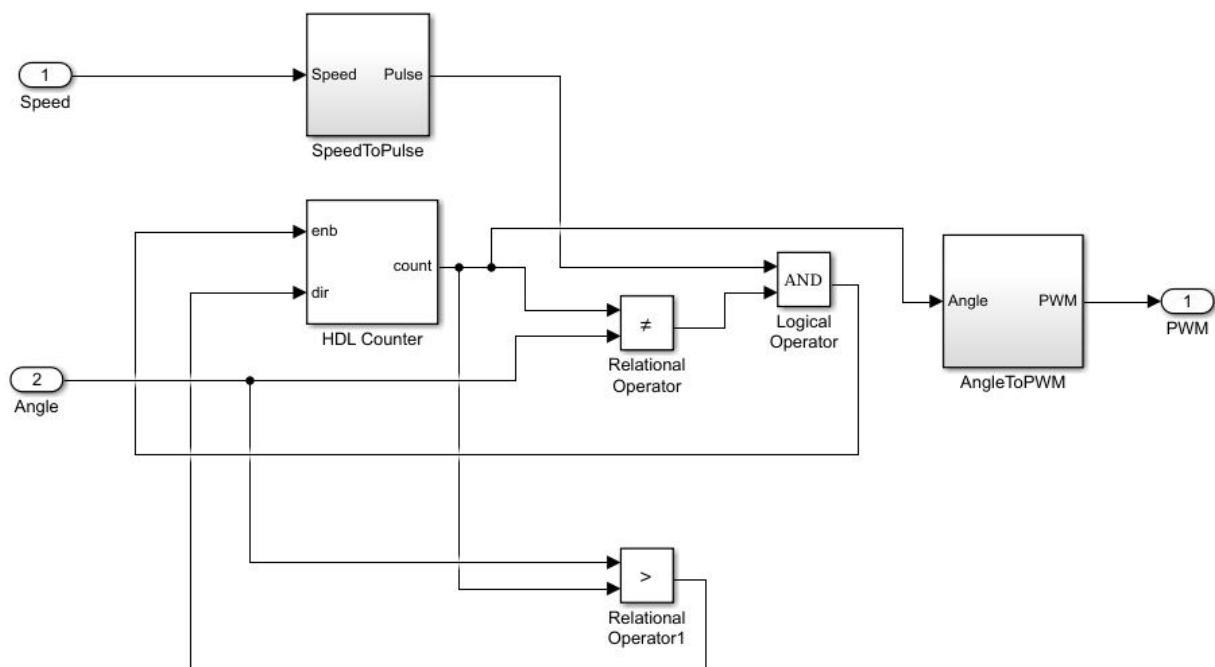 1
Speed
Speed
Pulse
SpeedToPulse
enb
count
dir
HDL Counter
≠
Relational
Operator
AND
Logical
Operator
Angle
PWM
AngleToPWM
1
PWM
2
Angle
>
Relational
Operator1